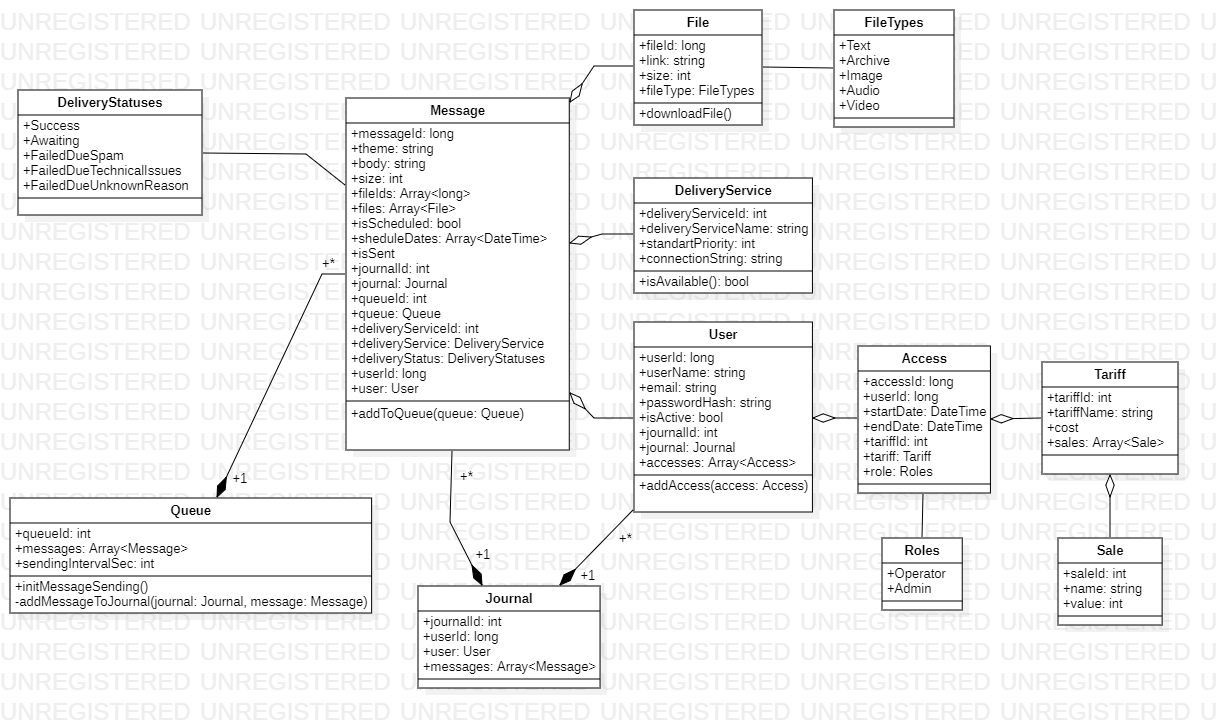 File
+fileId: long
+link: string
+size: int
+fileType: FileTypes
+downloadFile()
FileTypes
+Text
+Archive
+Image
+Audio
+Video
DeliveryStatuses
+Success
+Awaiting
+FailedDueSpam
+FailedDueTechnicalIssues
+FailedDueUnknownReason
Message
+messageId: long
+theme: string
+body: string
+size: int
+fileIds: Array<long>
+files: Array<File>
+isScheduled: bool
+sheduleDates: Array<DateTime>
+isSent
+journalId: int
+journal: Journal
+queueId: int
+queue: Queue
+deliveryServiceId: int
+deliveryService: DeliveryService
+deliveryStatus: DeliveryStatuses
+userId: long
+user: User
+addToQueue(queue: Queue)
DeliveryService
+deliveryServiceId: int
+deliveryServiceName: string
+standartPriority: int
+connectionString: string
+isAvailable(): bool
User
+userId: long
+userName: string
+email: string
+passwordHash: string
+isActive: bool
+journalId: int
+journal: Journal
+accesses: Array<Access>
+addAccess(access: Access)
Access
+accessId: long
+userId: long
+startDate: DateTime
+endDate: DateTime
+tariffId: int
+tariff: Tariff
+role: Roles
Tariff
+tariffId: int
+tariffName: string
+cost
+sales: Array<Sale>
+*
+1
Queue
+queueId: int
+messages: Array<Message>
+sendingIntervalSec: int
+initMessageSending()
-addMessageToJournal(journal: Journal, message: Message)
+*
+1
+*
+1
Journal
+journalId: int
+userId: long
+user: User
+messages: Array<Message>
Roles
+Operator
+Admin
Sale
+saleId: int
+name: string
+value: int
UNREGISTERED UNREGISTERED UNREGISTERED UNREGISTERED UNREGISTERED UNREGISTERED U